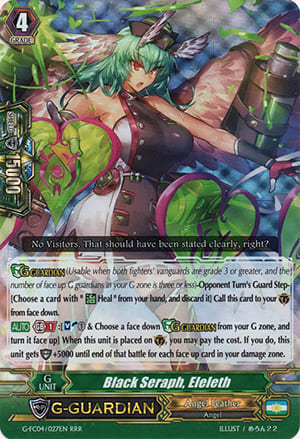 4
GRADE
15000
No Visitors. That should have been stated clearly, right?
G GUARDIAN (Usable when both fighters' vanguards are grade 3 or greater, and the
number of face up G guardians in your G zone is three or less)-Opponent Turn's Guard Step-
[Choose a card with " Heal" from your hand, and discard it] Call this card to your
from face down.
AUTO 1 : & Choose a face down G GUARDIAN from your G zone, and
turn it face up] When this unit is placed on , you may pay the cost. If you do, this
unit gets +5000 until end of that battle for each face up card in your damage zone.
G
UNIT
Black Seraph, Eleleth
G-GUARDIAN
Angel Feather
Angel
G-FC04/027EN RRR
ILLUST /